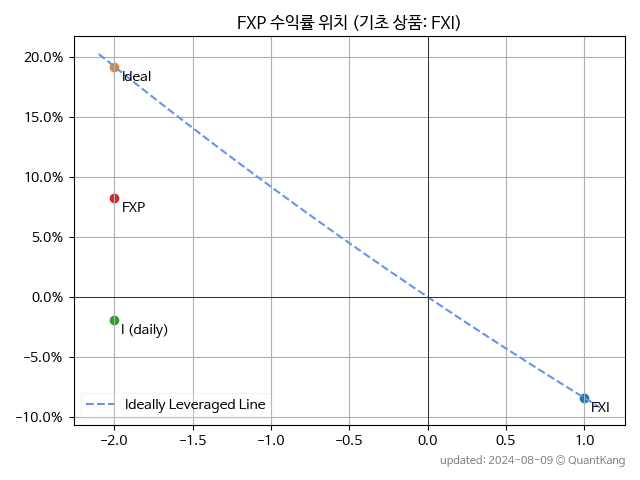 FXP 수익률 위치 (기초 상품: FXI)
20.0%
15.0%
10.0%
5.0%
0.0%
-5.0%
-10.0%
Ideal
FXP
I (daily)
FXI
Ideally Leveraged Line
-2.0 -1.5 -1.0 -0.5 0.0 0.5 1.0
updated: 2024-08-09 © QuantKang